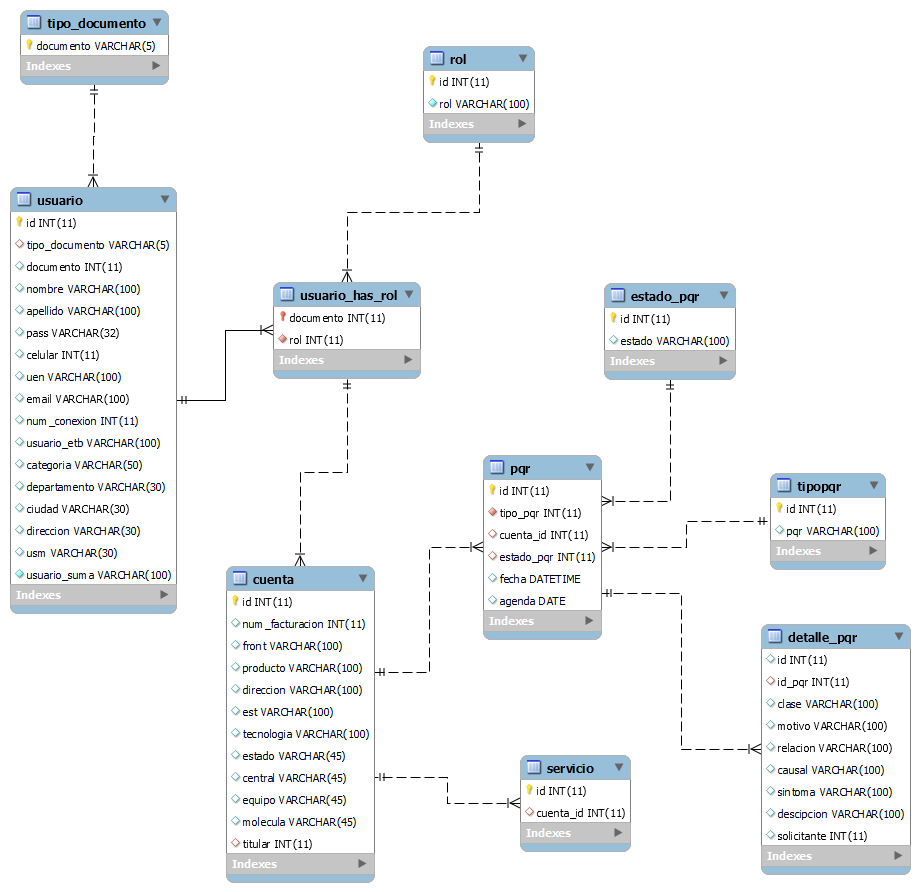 tipo_documento
documento VARCHAR(5)
Indexes
rol
id INT(11)
rol VARCHAR(100)
Indexes
usuario
id INT(11)
tipo_documento VARCHAR(5)
documento INT(11)
nombre VARCHAR(100)
apellido VARCHAR(100)
pass VARCHAR(32)
celular INT(11)
uen VARCHAR(100)
email VARCHAR(100)
num_conexion INT(11)
usuario_etb VARCHAR(100)
categoria VARCHAR(50)
departamento VARCHAR(30)
ciudad VARCHAR(30)
direccion VARCHAR(30)
usm VARCHAR(30)
usuario_suma VARCHAR(100)
Indexes
usuario_has_rol
documento INT(11)
rol INT(11)
Indexes
estado_pqr
id INT(11)
estado VARCHAR(100)
Indexes
pqr
id INT(11)
tipo_pqr INT(11)
cuenta_id INT(11)
estado_pqr INT(11)
fecha DATETIME
agenda DATE
Indexes
tipopqr
id INT(11)
pqr VARCHAR(100)
Indexes
cuenta
id INT(11)
num_facturacion INT(11)
front VARCHAR(100)
producto VARCHAR(100)
direccion VARCHAR(100)
est VARCHAR(100)
tecnologia VARCHAR(100)
estado VARCHAR(45)
central VARCHAR(45)
equipo VARCHAR(45)
molecula VARCHAR(45)
titular INT(11)
Indexes
detalle_pqr
id INT(11)
id_pqr INT(11)
clase VARCHAR(100)
motivo VARCHAR(100)
relacion VARCHAR(100)
causal VARCHAR(100)
sintoma VARCHAR(100)
descipcion VARCHAR(100)
solicitante INT(11)
Indexes
servicio
id INT(11)
cuenta_id INT(11)
Indexes